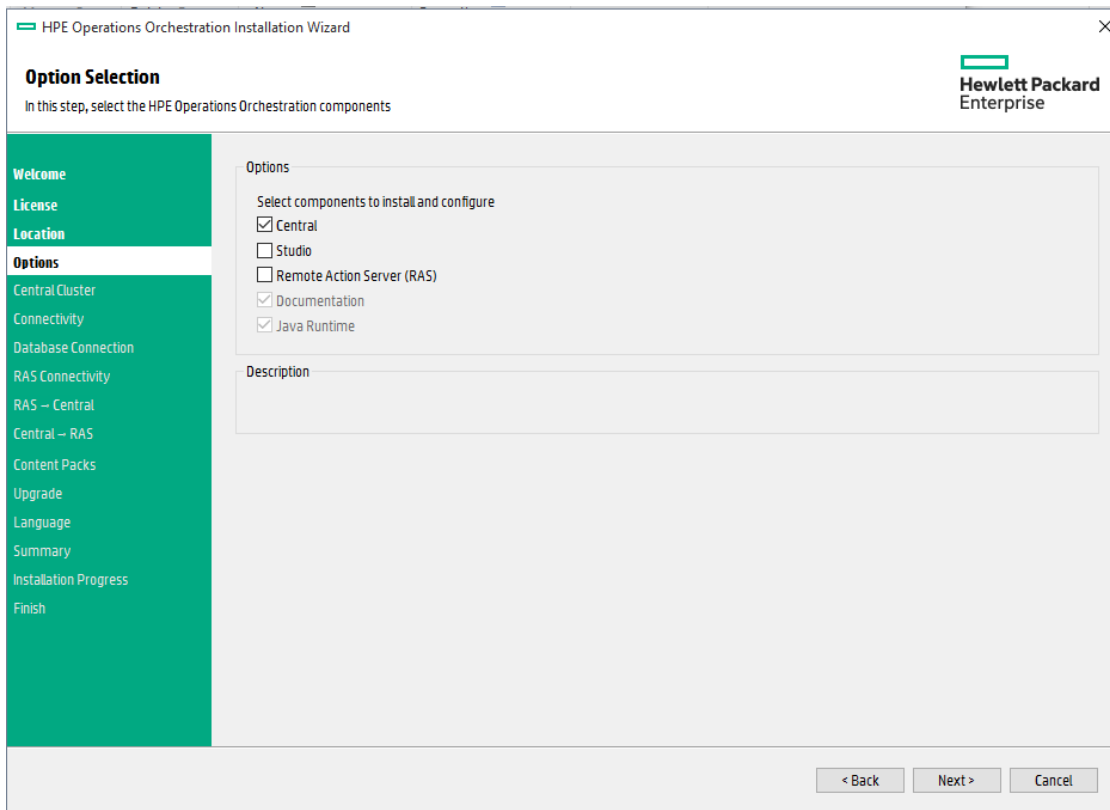 HPE Operations Orchestration Installation Wizard
Option Selection
In this step, select the HPE Operations Orchestration components
Hewlett Packard
Enterprise
Welcome
License
Location
Options
Central Cluster
Connectivity
Database Connection
RAS Connectivity
RAS – Central
Central – RAS
Content Packs
Upgrade
Language
Summary
Installation Progress
Finish
Options
Select components to install and configure
Central
Studio
Remote Action Server (RAS)
Documentation
Java Runtime
Description
< Back
Next >
Cancel